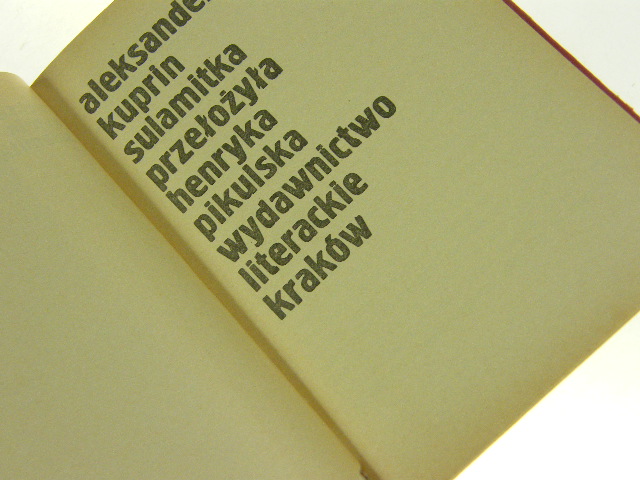 aleksander
kuprin
sulamitka
przełożyła
henryka
pikulska
wydawnictwo
literackie
kraków